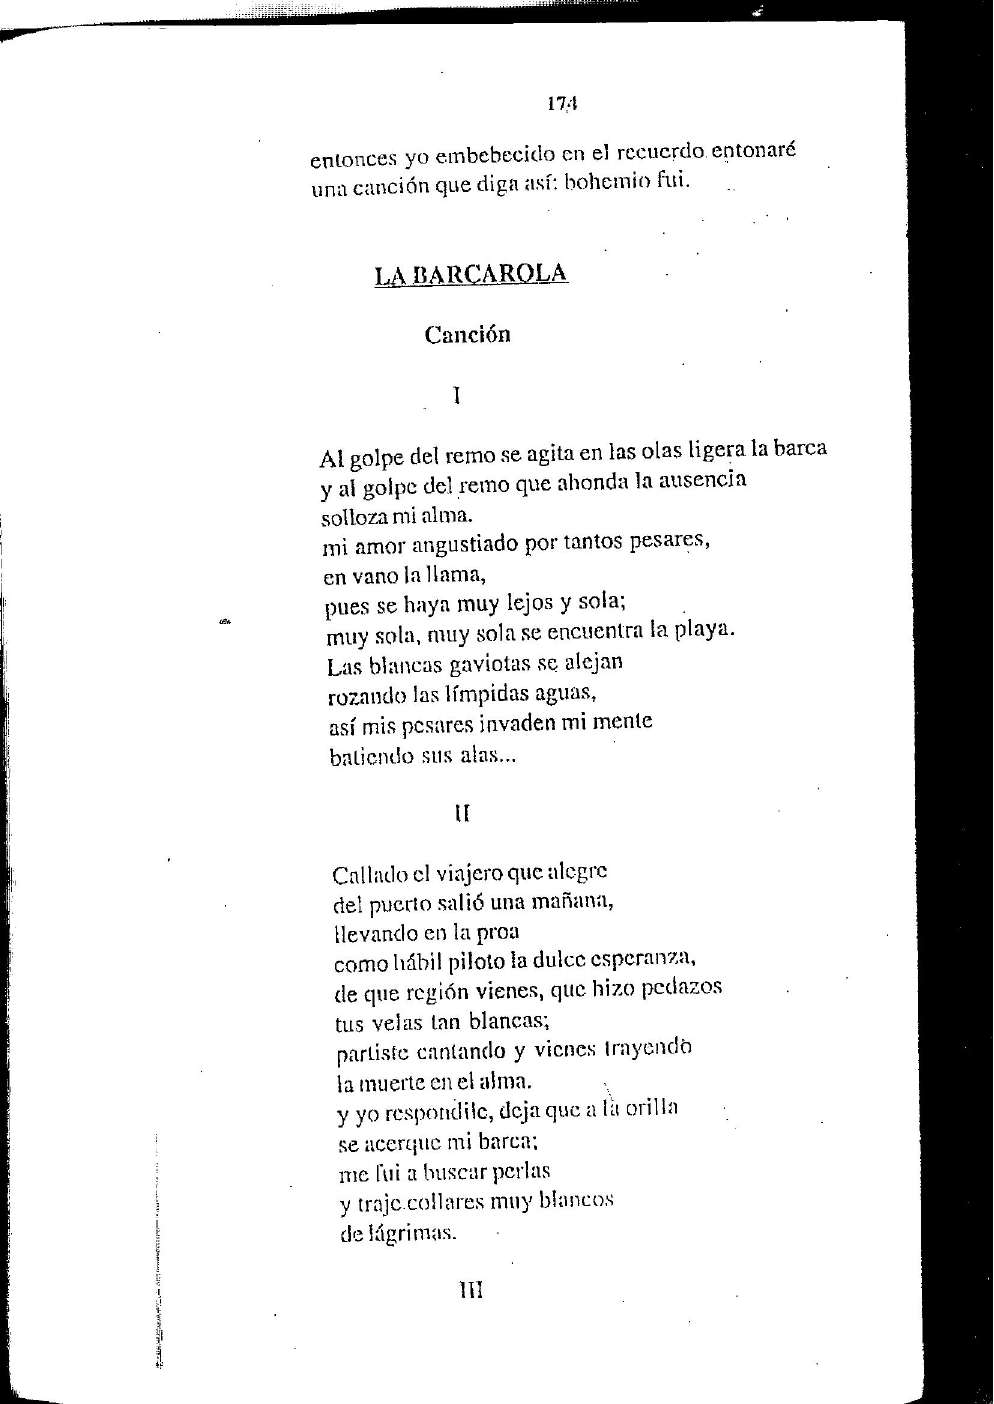 174
entonces yo embebecido en el recuerdo entonaré
una canción que diga así: bohemio fui.
LA BARCAROLA
Canción
I
Al golpe del remo se agita en las olas ligera la barca
y al golpe del remo que ahonda la ausencia
solloza mi alma.
mi amor angustiado por tantos pesares,
en vano la llama,
pues se haya muy lejos y sola;
muy sola, muy sola se encuentra la playa.
Las blancas gaviotas se alejan
rozando las límpidas aguas,
así mis pesares invaden mi mente
batiendo sus alas...
II
Callado el viajero que alegre
del puerto salió una mañana,
llevando en la proa
como hábil piloto la dulce esperanza,
de que región vienes, que hizo pedazos
tus velas tan blancas;
partiste cantando y vienes trayendo
la muerte en el alma.
y yo respondile, deja que a la orilla
se acerque mi barca;
me fui a buscar perlas
y traje collares muy blancos
de lágrimas.
III